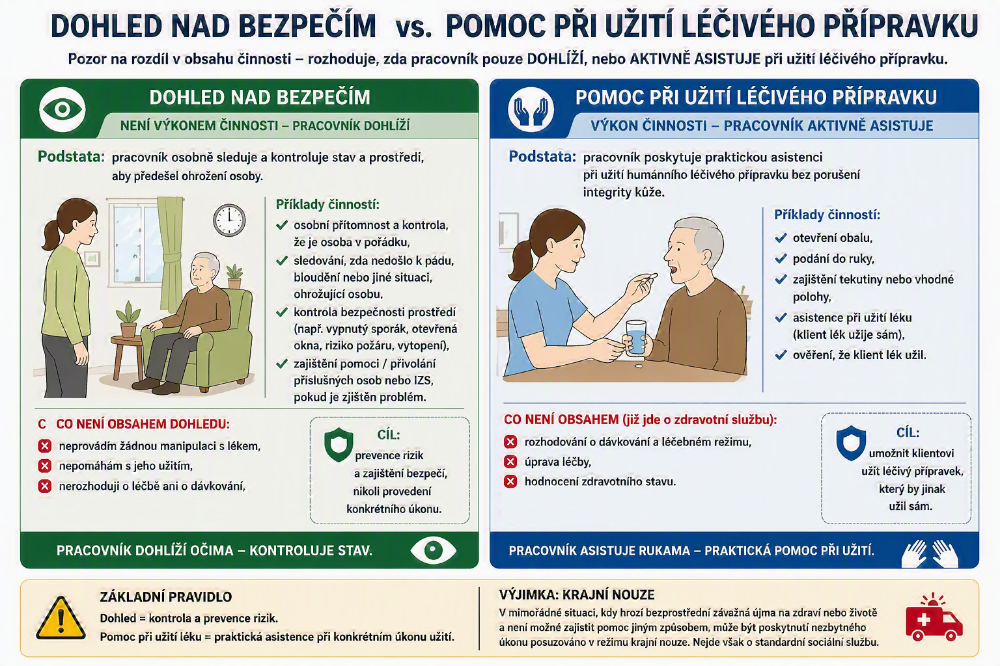 DOHLED NAD BEZPEČÍM vs. POMOC PŘI UŽITÍ LÉČIVÉHO PŘÍPRAVKU
Pozor na rozdíl v obsahu činnosti – rozhoduje, zda pracovník pouze DOHLÍŽÍ, nebo AKTIVNĚ ASISTUJE při užití léčivého přípravku.
DOHLED NAD BEZPEČÍM
NENÍ VÝKONEM ČINNOSTI – PRACOVNÍK DOHLÍŽÍ
Podstata: pracovník osobně sleduje a kontroluje stav a prostředí,
aby předešel ohrožení osoby.
Příklady činností:
osobní přítomnost a kontrola,
že je osoba v pořádku,
sledování, zda nedošlo k pádu,
bloudění nebo jiné situaci,
ohrožující osobu,
kontrola bezpečnosti prostředí
(např. vypnutý sporák, otevřená
okna, riziko požáru, vytopení),
zajištění pomoci / přivolání
příslušných osob nebo IZS,
pokud je zjištěn problém.
C CO NENÍ OBSAHEM DOHLEDU:
neprovádím žádnou manipulaci s lékem,
nepomáhám s jeho užitím,
nerozhoduji o léčbě ani o dávkování,
CÍL:
prevence rizik
a zajištění bezpečí,
nikoli provedení
konkrétního úkonu.
PRACOVNÍK DOHLÍŽÍ OČIMA – KONTROLUJE STAV.
POMOC PŘI UŽITÍ LÉČIVÉHO PŘÍPRAVKU
VÝKON ČINNOSTI – PRACOVNÍK AKTIVNĚ ASISTUJE
Podstata: pracovník poskytuje praktickou asistenci
při užití humánního léčivého přípravku bez porušení
integrity kůže.
Příklady činností:
otevření obalu,
podání do ruky,
zajištění tekutiny nebo vhodné
polohy,
asistence při užití léku
(klient lék užije sám),
ověření, že klient lék užil.
CO NENÍ OBSAHEM (již jde o zdravotní službu):
rozhodování o dávkování a léčebném režimu,
úprava léčby,
hodnocení zdravotního stavu.
CÍL:
umožnit klientovi
užít léčivý přípravek,
který by jinak
užil sám.
PRACOVNÍK ASISTUJE RUKAMA – PRAKTICKÁ POMOC PŘI UŽITÍ.
ZÁKLADNÍ PRAVIDLO
Dohled = kontrola a prevence rizik.
Pomoc při užití léku = praktická asistence při konkrétním úkonu užití.
VÝJIMKA: KRAJNÍ NOUZE
V mimořádné situaci, kdy hrozí bezprostřední závažná újma na zdraví nebo životě
a není možné zajistit pomoc jiným způsobem, může být poskytnutí nezbytného
úkonu posuzováno v režimu krajní nouze. Nejde však o standardní sociální službu.